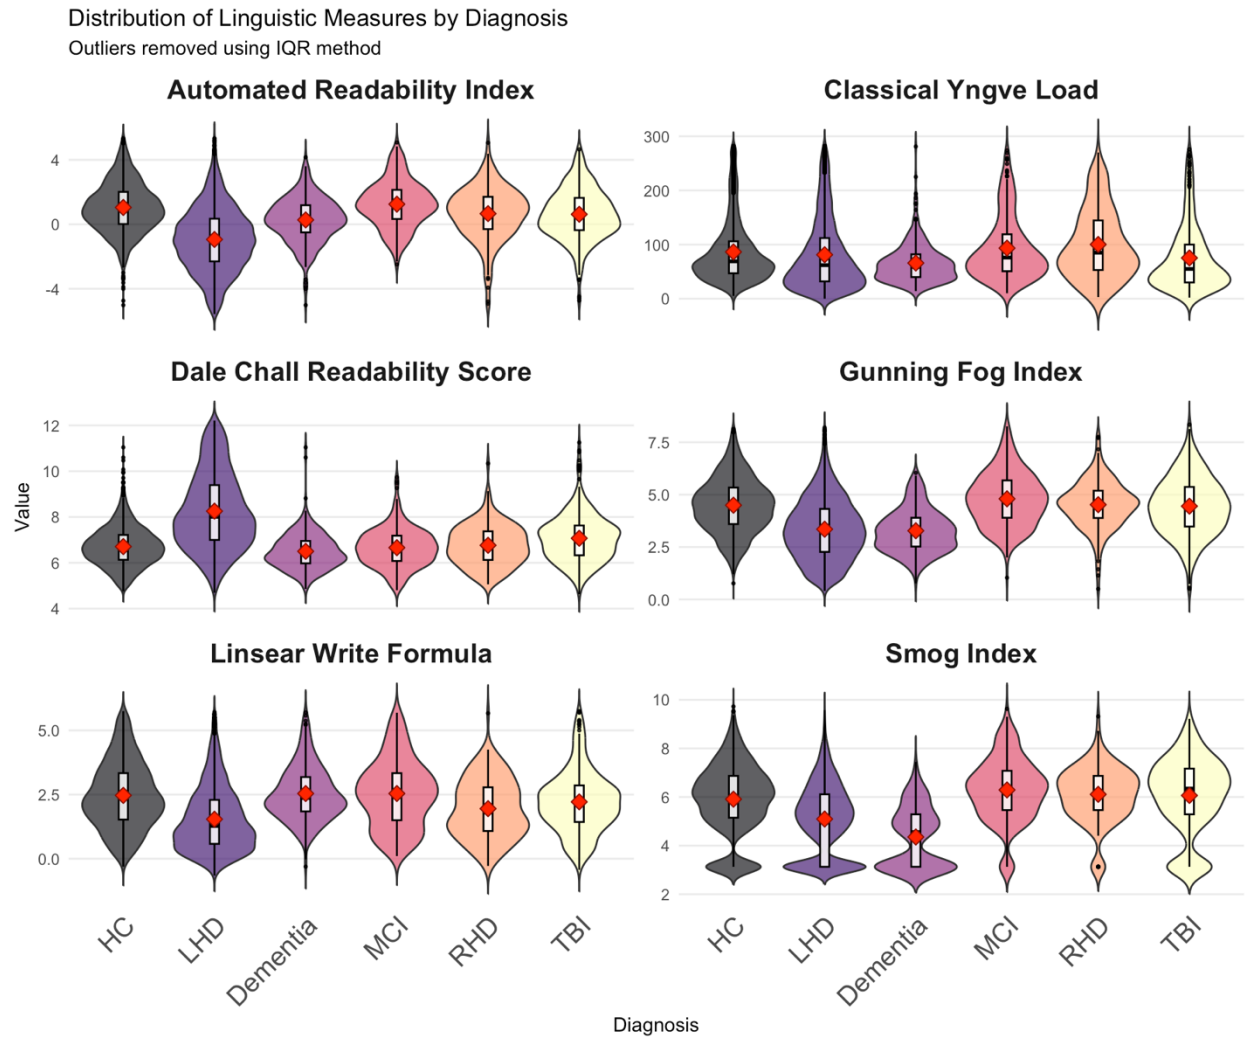 Distribution of Linguistic Measures by Diagnosis
Outliers removed using IQR method
Automated Readability Index
4
0
-4
Classical Yngve Load
300
200
100
0
Dale Chall Readability Score
12
10
8
6
4
Gunning Fog Index
7.5
5.0
2.5
0.0
Value
Linsear Write Formula
5.0
2.5
0.0
Smog Index
10
8
6
4
2
HC LHD Dementia MCI RHD TBI
HC LHD Dementia MCI RHD TBI
Diagnosis